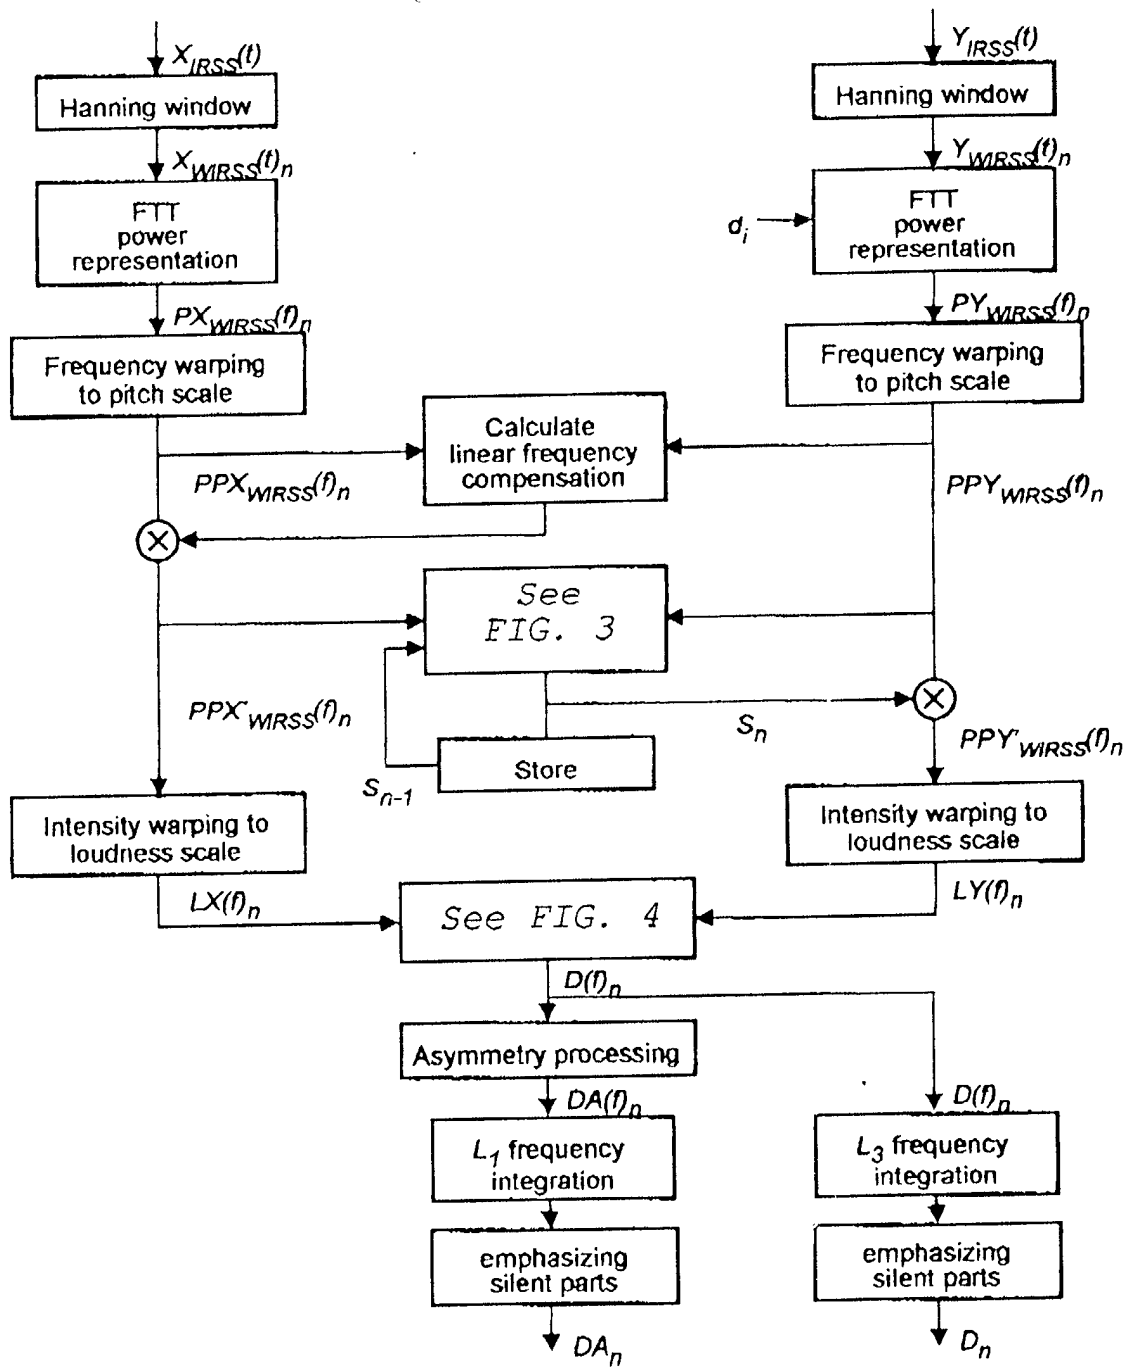 X_IRSS(t)
Hanning window
X_WIRSS(t)_n
FTT
power
representation
PX_WIRSS(f)_n
Frequency warping
to pitch scale
PPX_WIRSS(f)_n
Y_IRSS(t)
Hanning window
Y_WIRSS(t)_n
d_i
FTT
power
representation
PY_WIRSS(f)_n
Frequency warping
to pitch scale
PPY_WIRSS(f)_n
Calculate
linear frequency
compensation
See
FIG. 3
PPX'_WIRSS(f)_n
S_n
Store
S_n-1
PPY'_WIRSS(f)_n
Intensity warping to
loudness scale
LX(f)_n
Intensity warping to
loudness scale
LY(f)_n
See FIG. 4
D(f)_n
Asymmetry processing
DA(f)_n
L_1 frequency
integration
emphasizing
silent parts
DA_n
D(f)_n
L_3 frequency
integration
emphasizing
silent parts
D_n